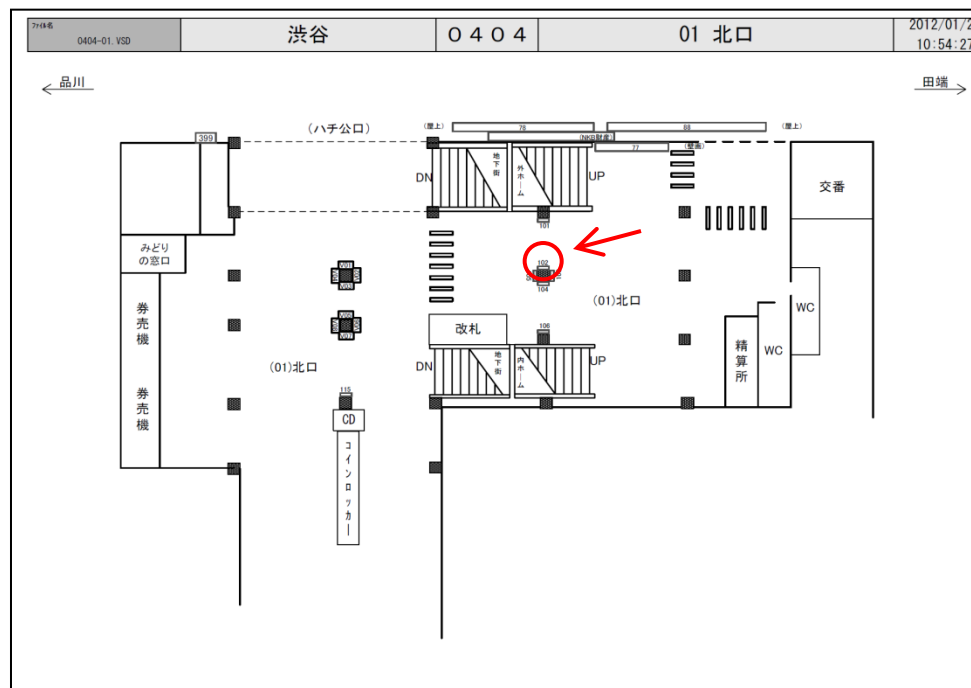 ファイル名
0404-01.VSD
渋谷
０４０４
01 北口
2012/01/2
10:54:27
品川
田端
(ハチ公口)
(屋上)
78
88
(屋上)
(NKB財産)
77
(壁画)
399
DN
地下街
外ホーム
UP
交番
101
みどり
の窓口
102
104
(01)北口
WC
券売機
改札
106
精算所
WC
DN
地下街
内ホーム
UP
(01)北口
券売機
115
CD
コインロッカー